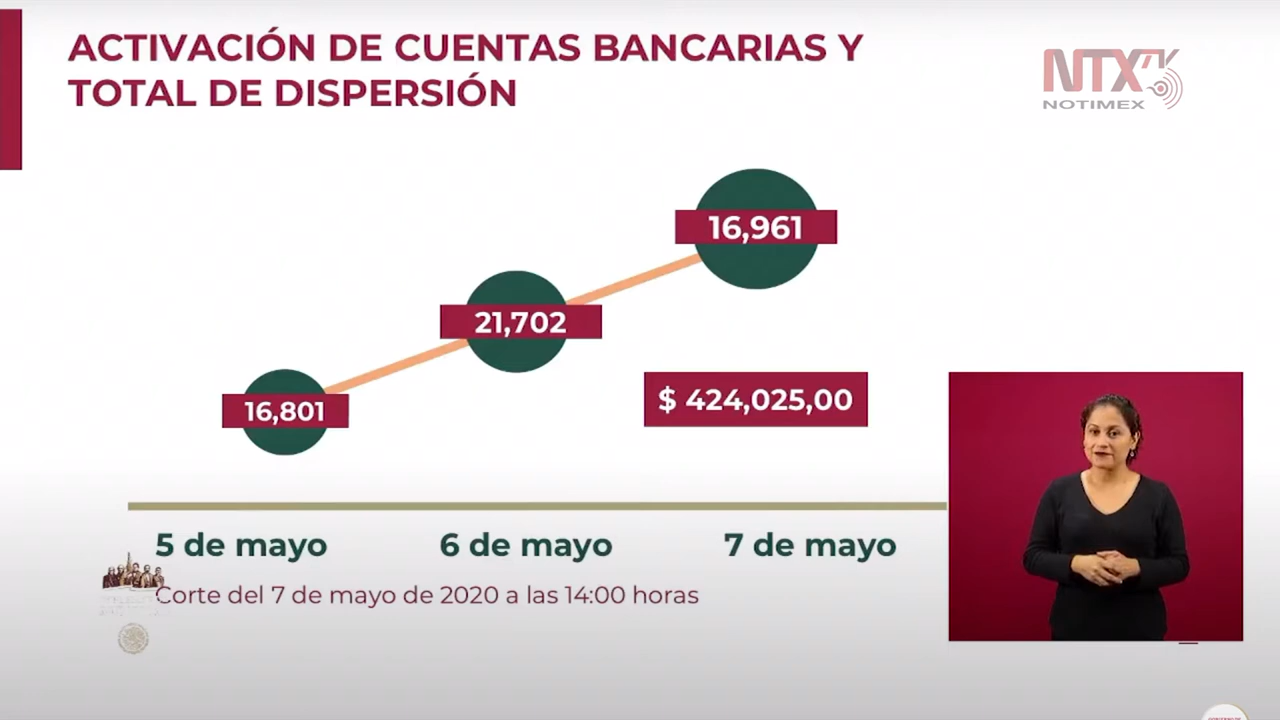 ACTIVACIÓN DE CUENTAS BANCARIAS Y
TOTAL DE DISPERSIÓN
NTX
NOTIMEX
16,961
21,702
16,801
$ 424,025,00
5 de mayo
6 de mayo
7 de mayo
Corte del 7 de mayo de 2020 a las 14:00 horas